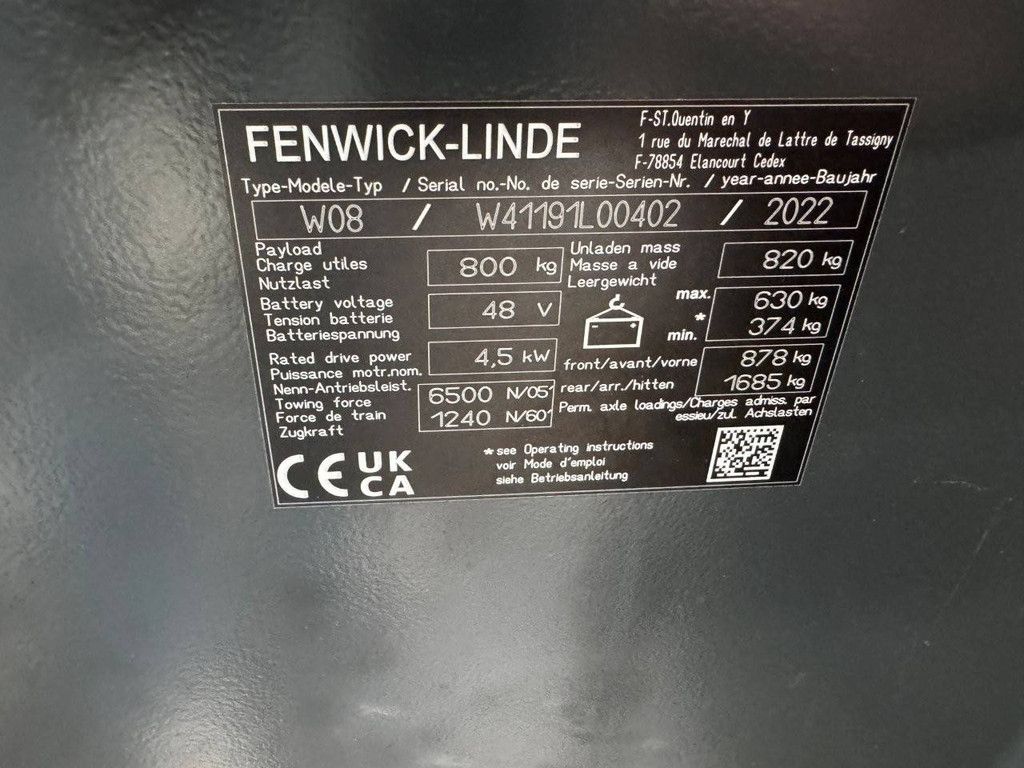 FENWICK-LINDE
F-ST.Quentin en Y
1 rue du Marechal de Lattre de Tassigny
F-78854 Elancourt Cedex
Type-Modele-Typ / Serial no.-No. de serie-Serien-Nr. / year-annee-Baujahr
W08 / W41191L00402 / 2022
Payload
Charge utiles
Nutzlast
800 kg
Unladen mass
Masse a vide
Leergewicht
820 kg
Battery voltage
Tension batterie
Batteriespannung
48 V
max. 630 kg
*
min. 374 kg
Rated drive power
Puissance motr.nom.
Nenn-Antriebsleist.
4,5 kW
front/avant/vorne 878 kg
rear/arr./hitten 1685 kg
Towing force
Force de train
Zugkraft
6500 N/05'
1240 N/60'
Perm. axle loadings/Charges admiss. par
essieu/zul. Achslasten
CE UK
CA
* see Operating instructions
voir Mode d'emploi
siehe Betriebsanleitung